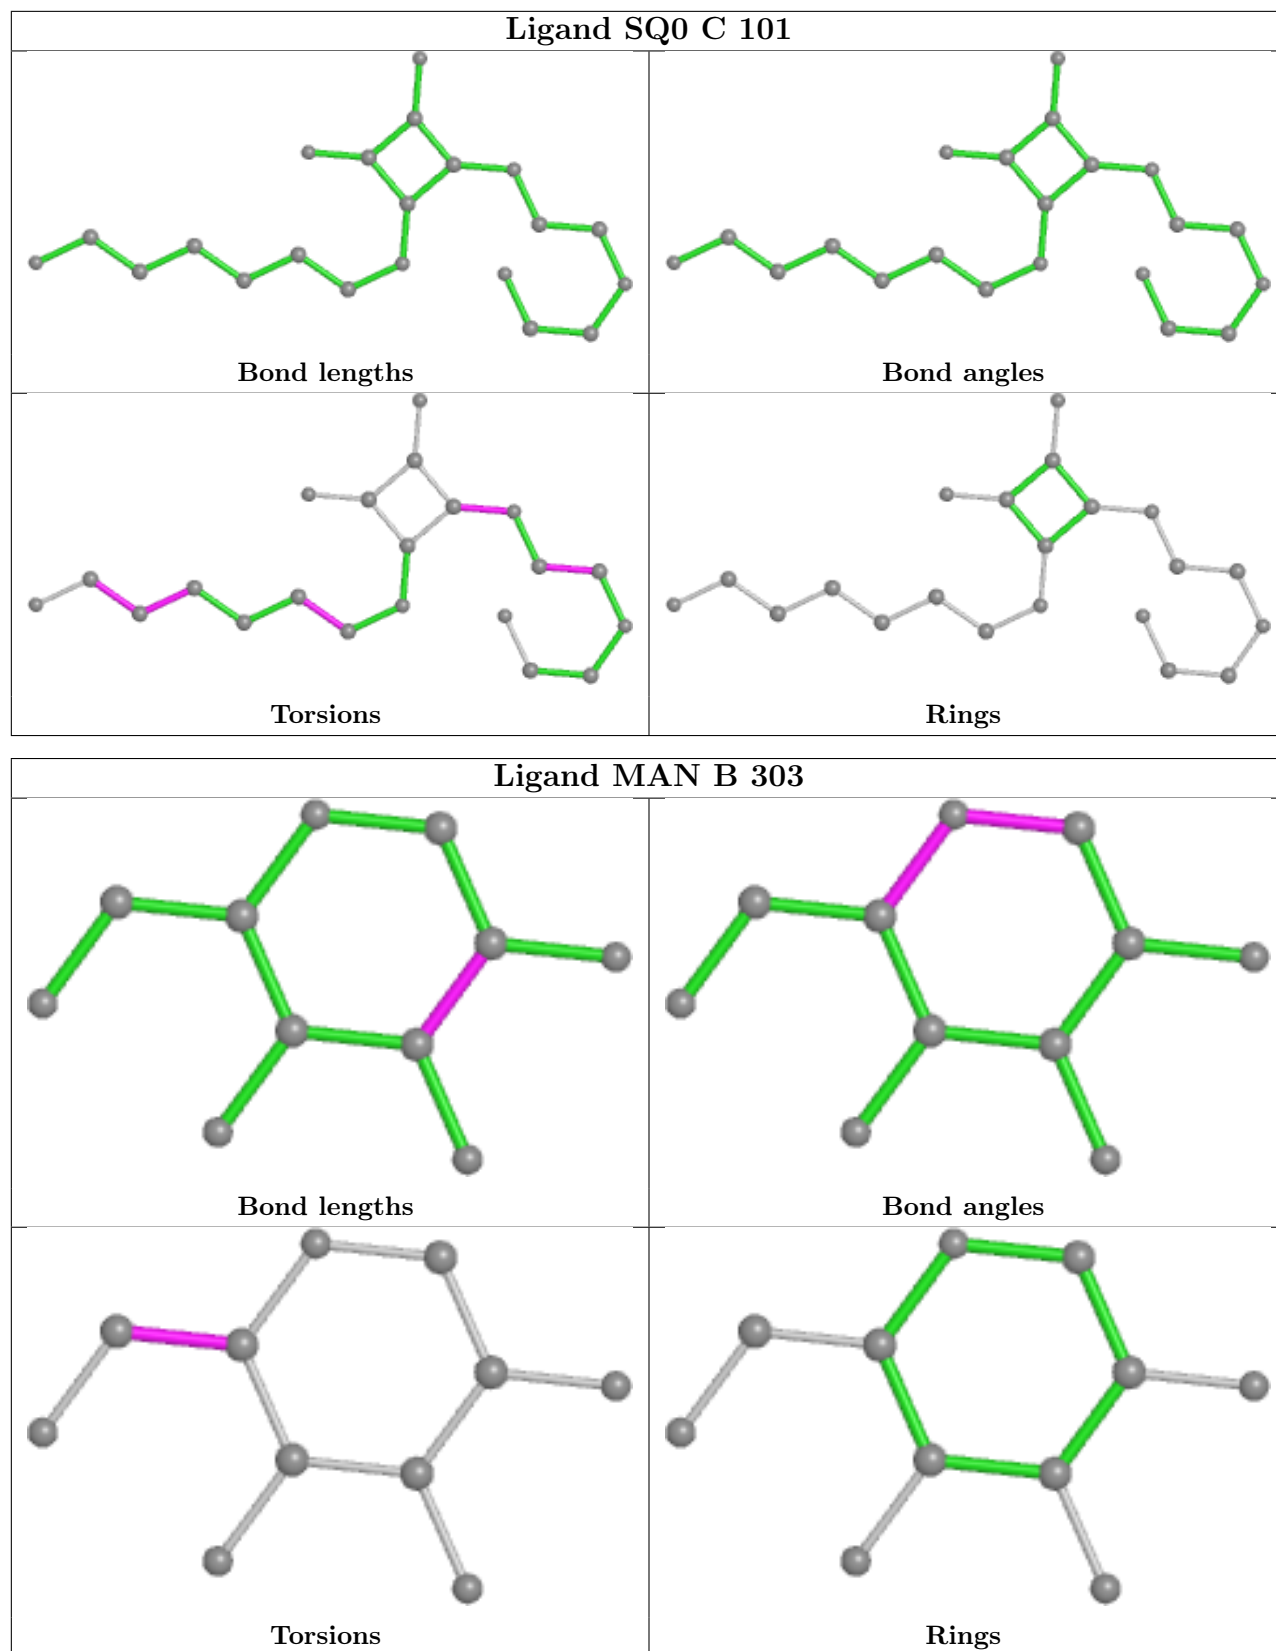 Ligand SQ0 C 101
Bond lengths
Bond angles
Torsions
Rings
Ligand MAN B 303
Bond lengths
Bond angles
Torsions
Rings